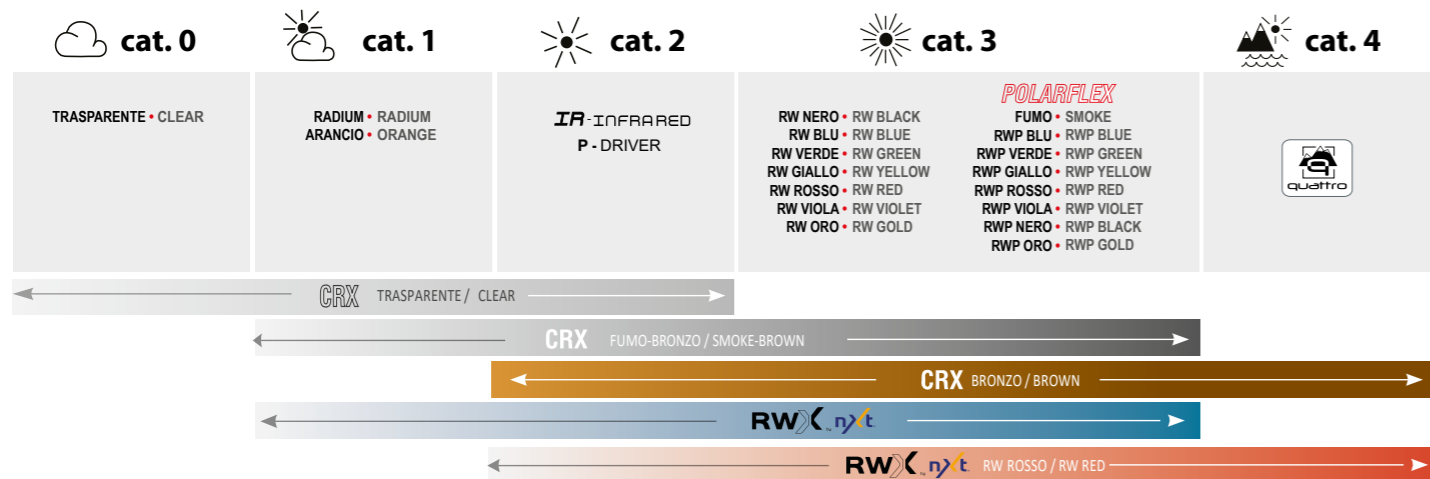 cat. 0
cat. 1
cat. 2
cat. 3
cat. 4
TRASPARENTE • CLEAR
RADIUM • RADIUM
ARANCIO • ORANGE
IR-INFRARED
P - DRIVER
RW NERO • RW BLACK
RW BLU • RW BLUE
RW VERDE • RW GREEN
RW GIALLO • RW YELLOW
RW ROSSO • RW RED
RW VIOLA • RW VIOLET
RW ORO • RW GOLD
POLARFLEX
FUMO • SMOKE
RWP BLU • RWP BLUE
RWP VERDE • RWP GREEN
RWP GIALLO • RWP YELLOW
RWP ROSSO • RWP RED
RWP VIOLA • RWP VIOLET
RWP NERO • RWP BLACK
RWP ORO • RWP GOLD
q
quattro
CRX TRASPARENTE / CLEAR
CRX FUMO-BRONZO / SMOKE-BROWN
CRX BRONZO / BROWN
RWX™ nxt
RWX™ nxt RW ROSSO / RW RED